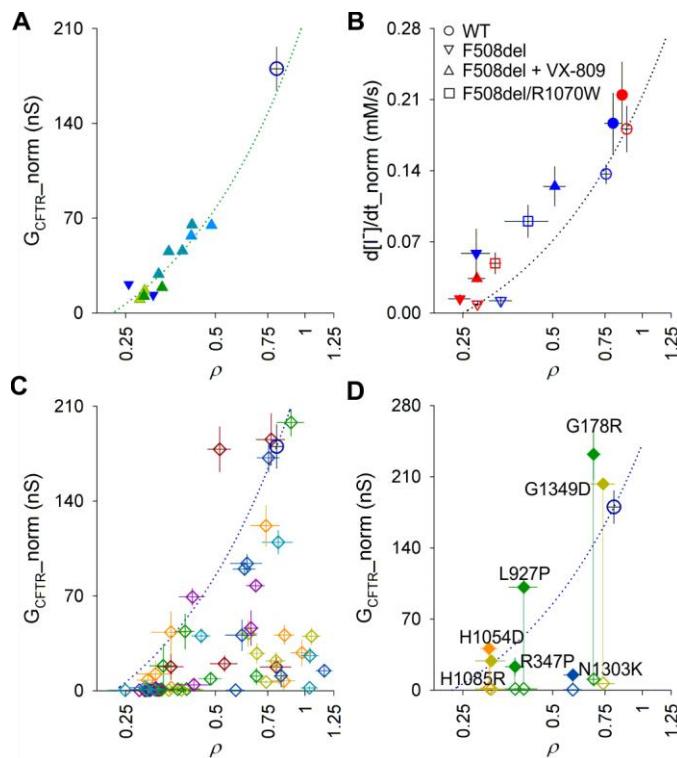 A
G_CFTR_norm (nS)
210
140
70
0
0.25
0.5
0.75
1
1.25
ρ
B
d[I⁻]/dt_norm (mM/s)
0.28
0.21
0.14
0.07
0.00
WT
F508del
F508del + VX-809
F508del/R1070W
0.25
0.5
0.75
1
1.25
ρ
C
G_CFTR_norm (nS)
210
140
70
0
0.25
0.5
0.75
1
1.25
ρ
D
G_CFTR_norm (nS)
280
210
140
70
0
G178R
G1349D
L927P
H1054D
R347P
N1303K
H1085R
0.25
0.5
0.75
1
1.25
ρ